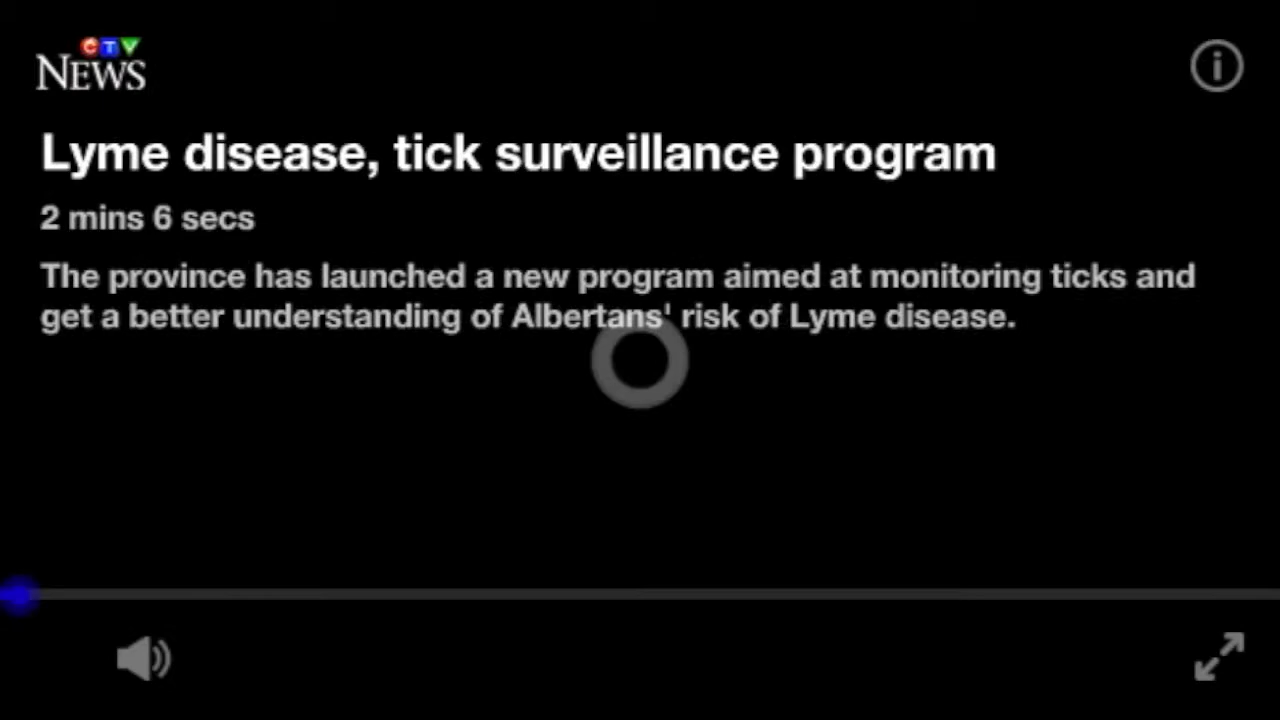 CTV
NEWS
Lyme disease, tick surveillance program
2 mins 6 secs
The province has launched a new program aimed at monitoring ticks and
get a better understanding of Albertans' risk of Lyme disease.